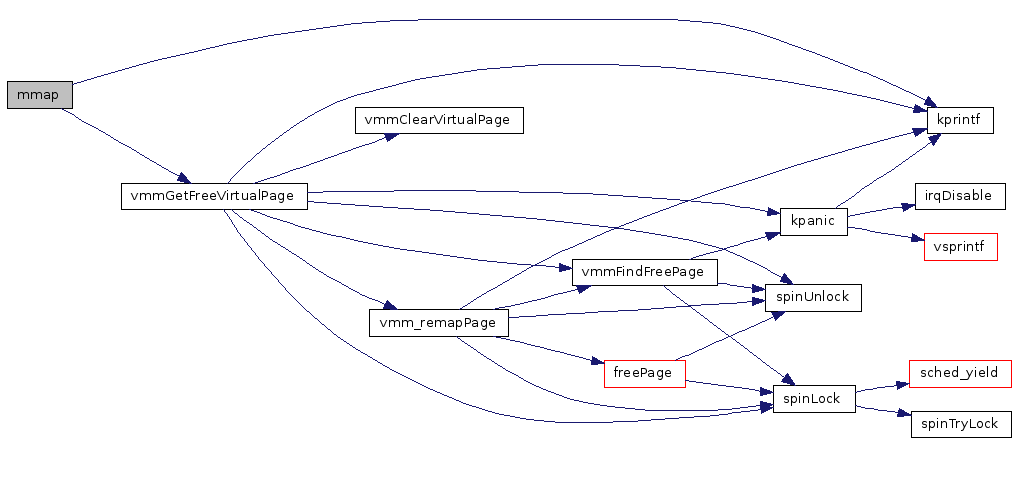 mmap
kprintf
vmmClearVirtualPage
vmmGetFreeVirtualPage
irqDisable
kpanic
vsprintf
vmmFindFreePage
spinUnlock
vmm_remapPage
freePage
sched_yield
spinLock
spinTryLock